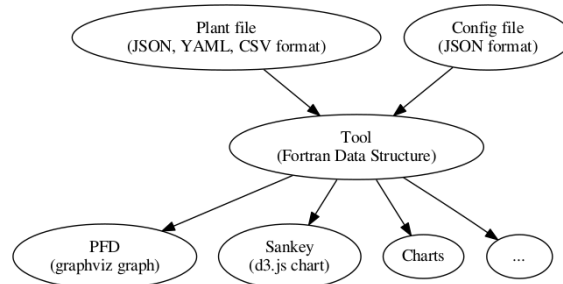 Plant file
(JSON, YAML, CSV format)
Config file
(JSON format)
Tool
(Fortran Data Structure)
PFD
(graphviz graph)
Sankey
(d3.js chart)
Charts
...